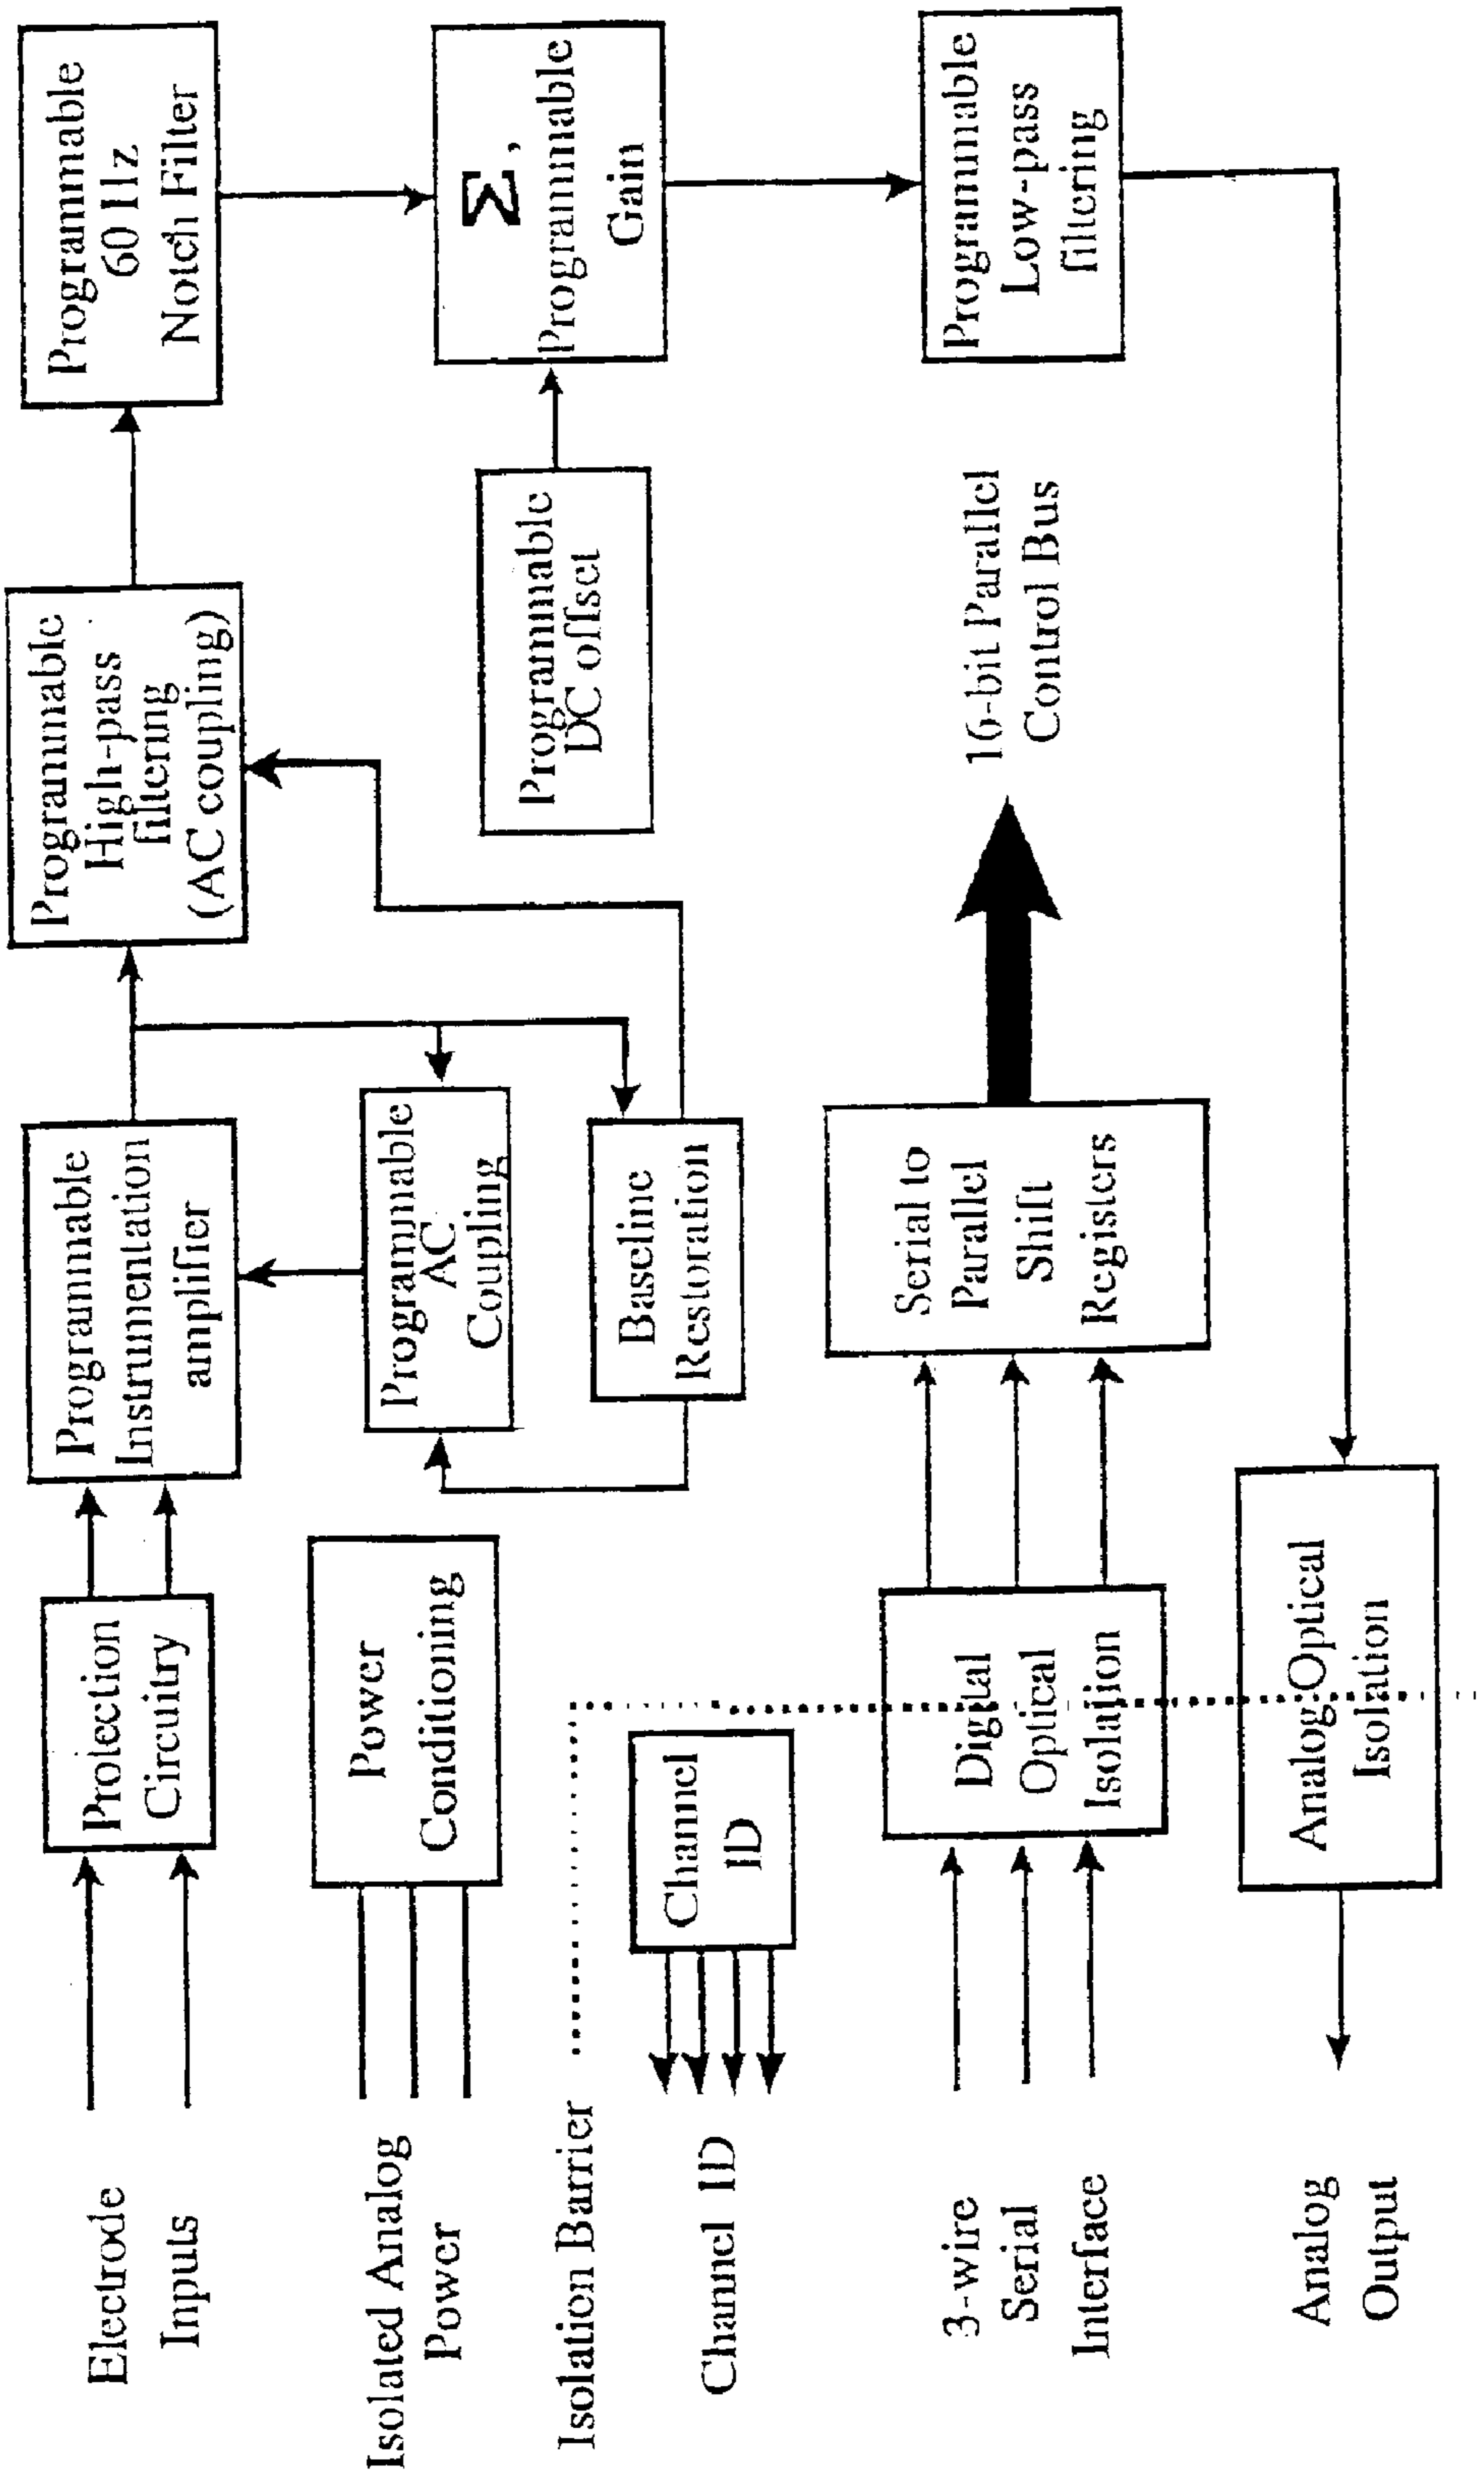 Electrode
Inputs
Protection
Circuitry
Programmable
Instrumentation
amplifier
Programmable
High-pass
filtering
(AC coupling)
Programmable
60 Hz
Notch Filter
Isolated Analog
Power
Power
Conditioning
Programmable
AC
Coupling
Baseline
Restoration
Programmable
DC offset
Σ,
Programmable
Gain
Isolation Barrier
Channel ID
Channel
ID
3-wire
Serial
Interface
Digital
Optical
Isolation
Serial to
Parallel
Shift
Registers
16-bit Parallel
Control Bus
Programmable
Low-pass
filtering
Analog
Output
Analog Optical
Isolation